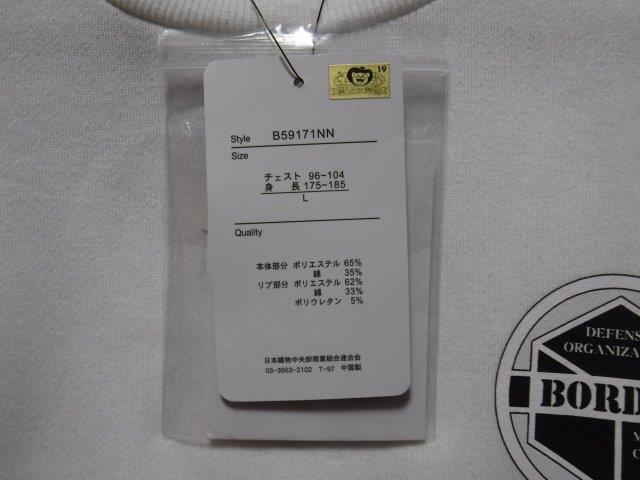 19
Style B59171NN
Size
チェスト 96~104
身 長 175~185
L
Quality
本体部分 ポリエステル 65%
綿 35%
リブ部分 ポリエステル 62%
綿 33%
ポリウレタン 5%
日本織物中央卸商業組合連合会
03-3663-2102 T-97 中国製
DEFENS
ORGANIZA
BORD